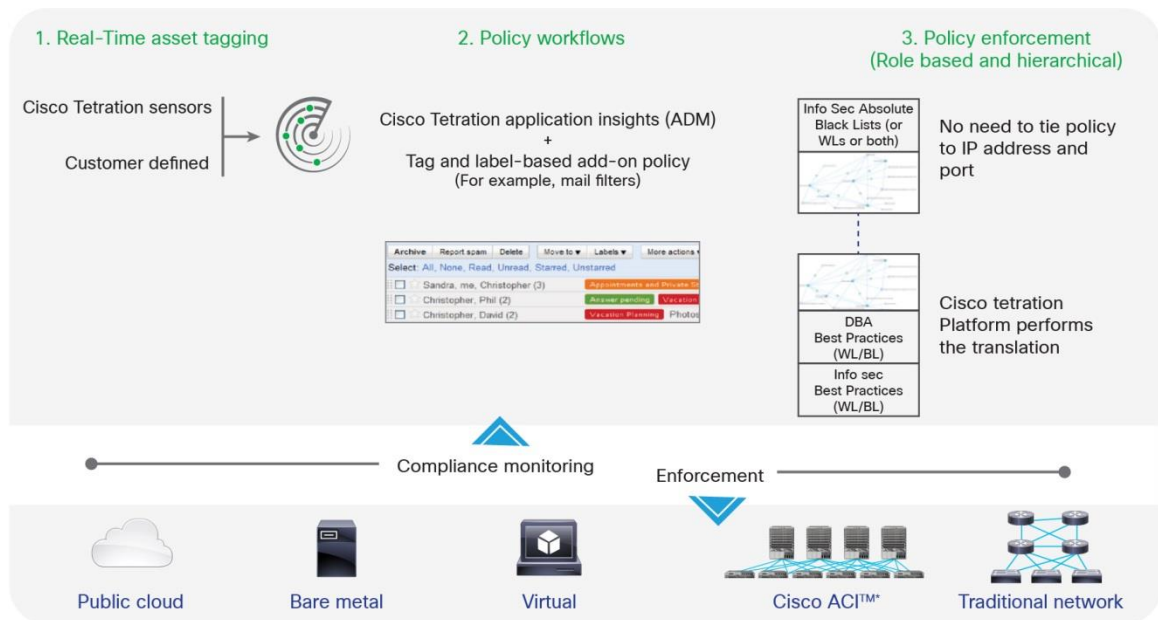 1. Real-Time asset tagging
Cisco Tetration sensors
Customer defined
2. Policy workflows
Cisco Tetration application insights (ADM)
+
Tag and label-based add-on policy
(For example, mail filters)
Archive Report spam Delete Move to ▾ Labels ▾ More actions
Select: All, None, Read, Unread, Starred, Unstarred
Sandra, me, Christopher (3) Appointments and Private
Christopher, Phil (2) Answer pending Vacation
Christopher, David (2) Vacation Planning Photos
3. Policy enforcement
(Role based and hierarchical)
Info Sec Absolute
Black Lists (or
WLs or both)
No need to tie policy
to IP address and
port
DBA
Best Practices
(WL/BL)
Info sec
Best Practices
(WL/BL)
Cisco tetration
Platform performs
the translation
Compliance monitoring
Enforcement
Public cloud
Bare metal
Virtual
Cisco ACI™*
Traditional network